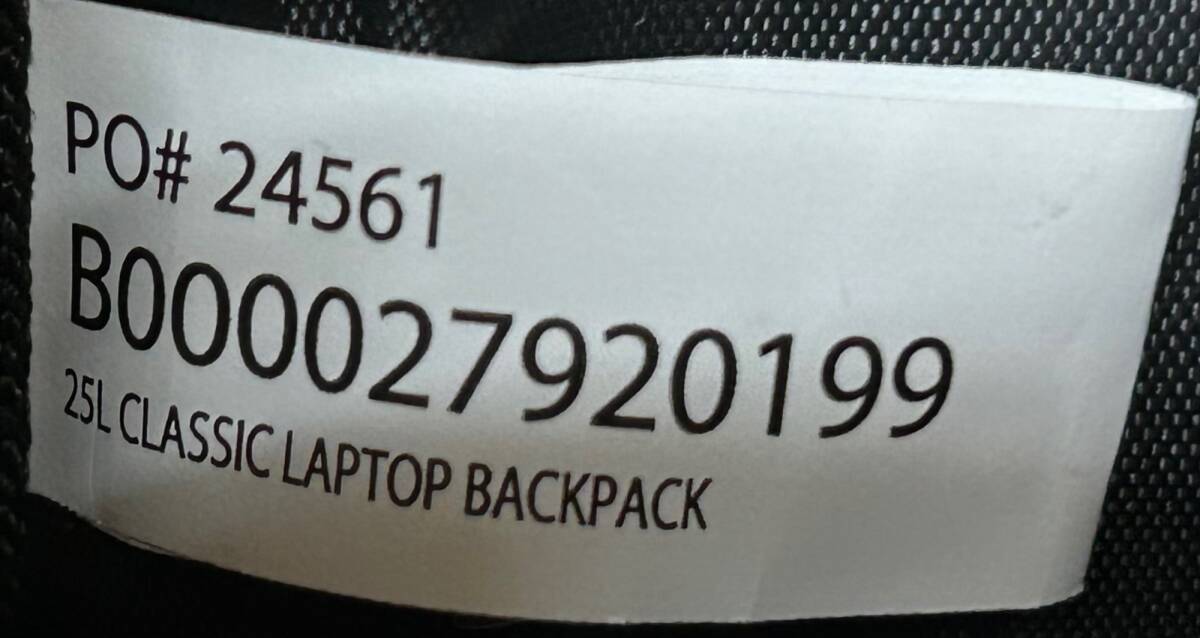 PO# 24561
B000027920199
25L CLASSIC LAPTOP BACKPACK